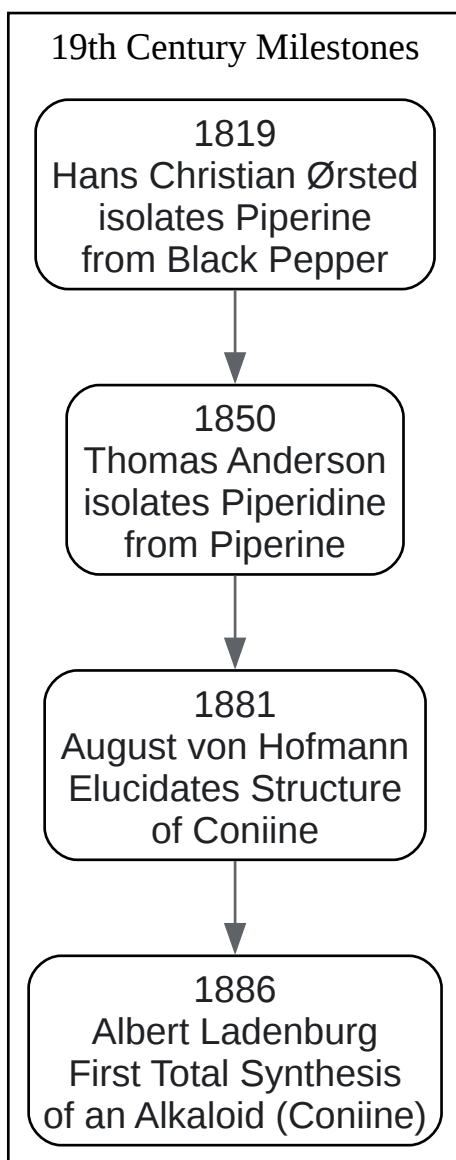 19th Century Milestones
1819
Hans Christian Ørsted
isolates Piperine
from Black Pepper
1850
Thomas Anderson
isolates Piperidine
from Piperine
1881
August von Hofmann
Elucidates Structure
of Coniine
1886
Albert Ladenburg
First Total Synthesis
of an Alkaloid (Coniine)